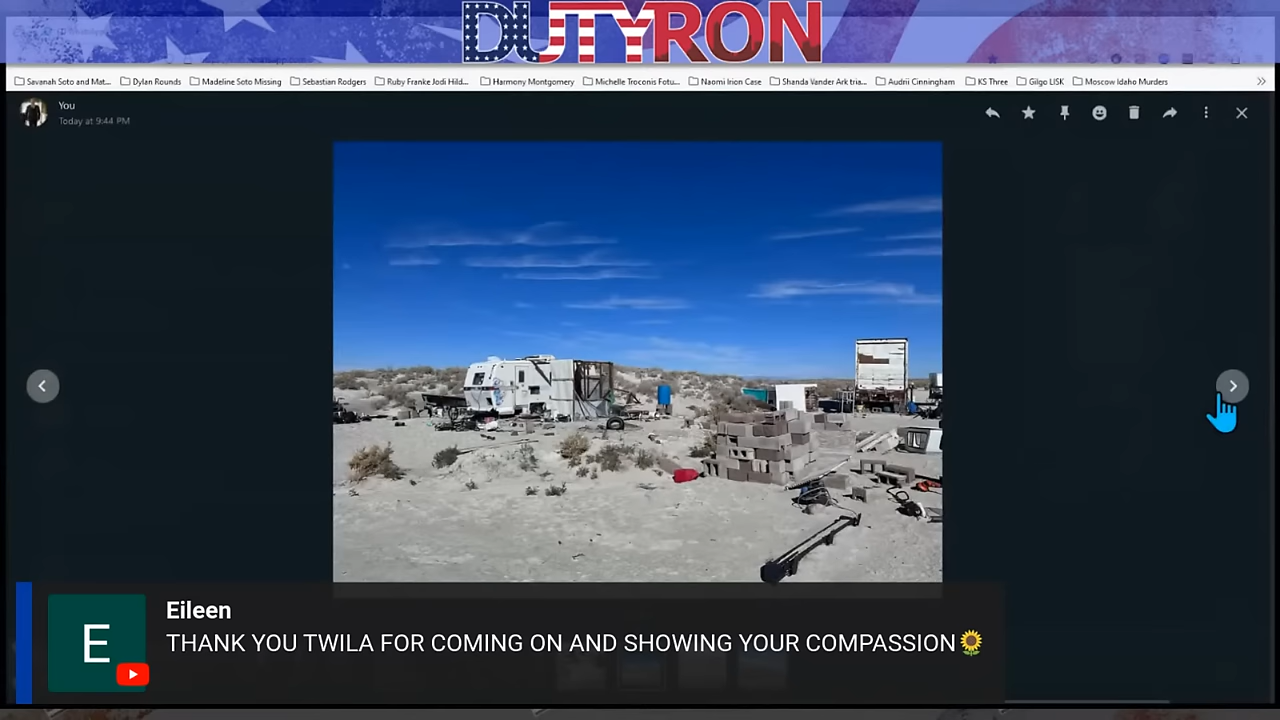 DUTYRON
Savanah Soto and Mat... Dylan Rounds Madeline Soto Missing Sebastian Rodgers Ruby Franke Jodi Hild... Harmony Montgomery Michelle Troconis Fotu... Naomi Irion Case Shanda Vander Ark tria... Audrii Cinningham KS Three Gilgo LISK Moscow Idaho Murders
You
Today at 9:44 PM
E
Eileen
THANK YOU TWILA FOR COMING ON AND SHOWING YOUR COMPASSION🌻